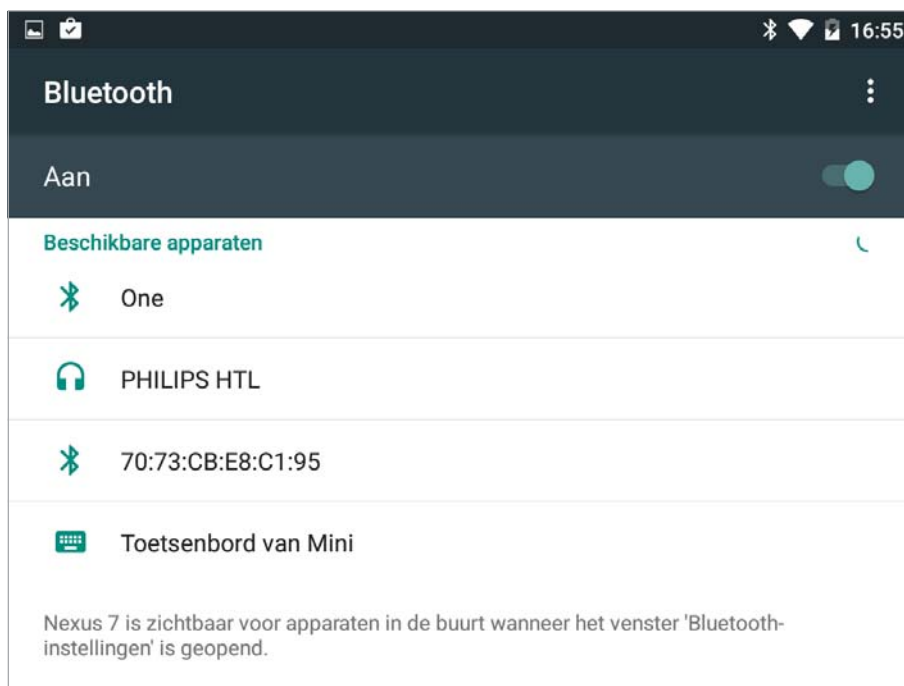 16:55
Bluetooth
Aan
Beschikbare apparaten
One
PHILIPS HTL
70:73:CB:E8:C1:95
Toetsenbord van Mini
Nexus 7 is zichtbaar voor apparaten in de buurt wanneer het venster 'Bluetooth-
instellingen' is geopend.